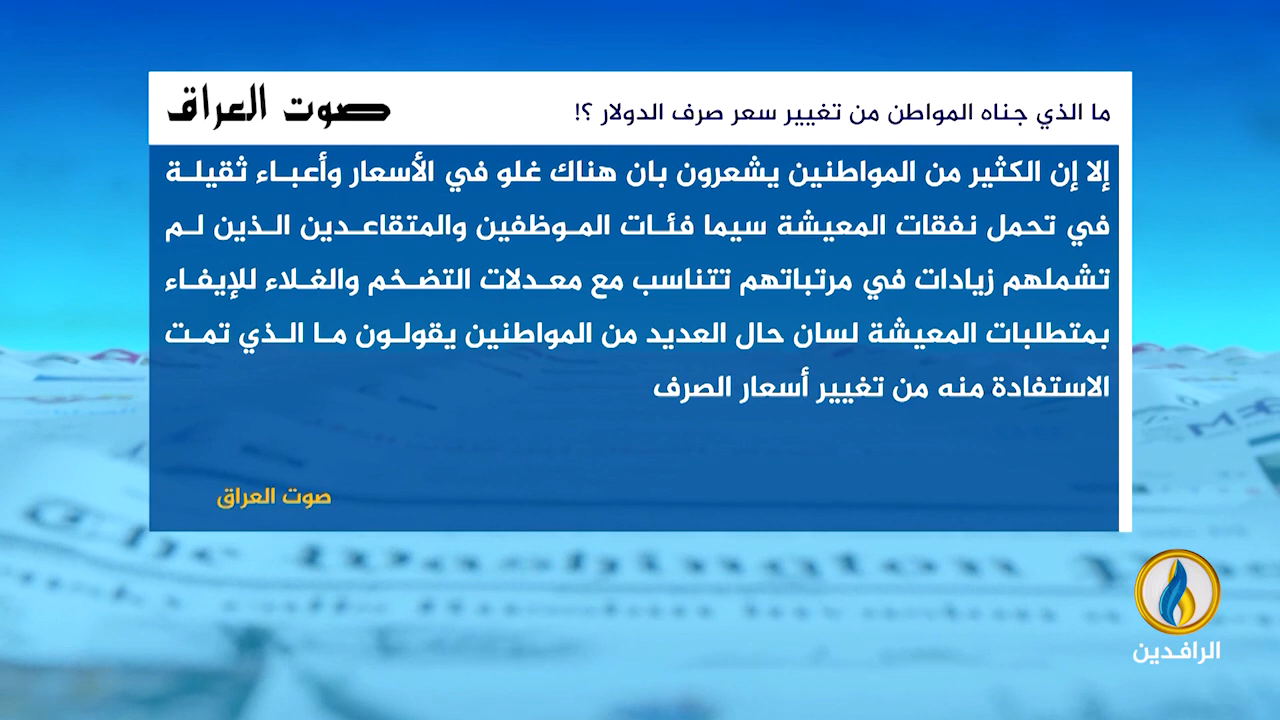 صوت العراق
ما الذي جناه المواطن من تغيير سعر صرف الدولار ؟!
إلا إن الكثير من المواطنين يشعرون بان هناك غلو في الأسعار وأعباء ثقيلة
في تحمل نفقات المعيشة سيما فئات الموظفين والمتقاعدين الذين لم
تشملهم زيادات في مرتباتهم تتناسب مع معدلات التضخم والغلاء للإيفاء
بمتطلبات المعيشة لسان حال العديد من المواطنين يقولون ما الذي تمت
الاستفادة منه من تغيير أسعار الصرف
صوت العراق
The Washington
الرافدين